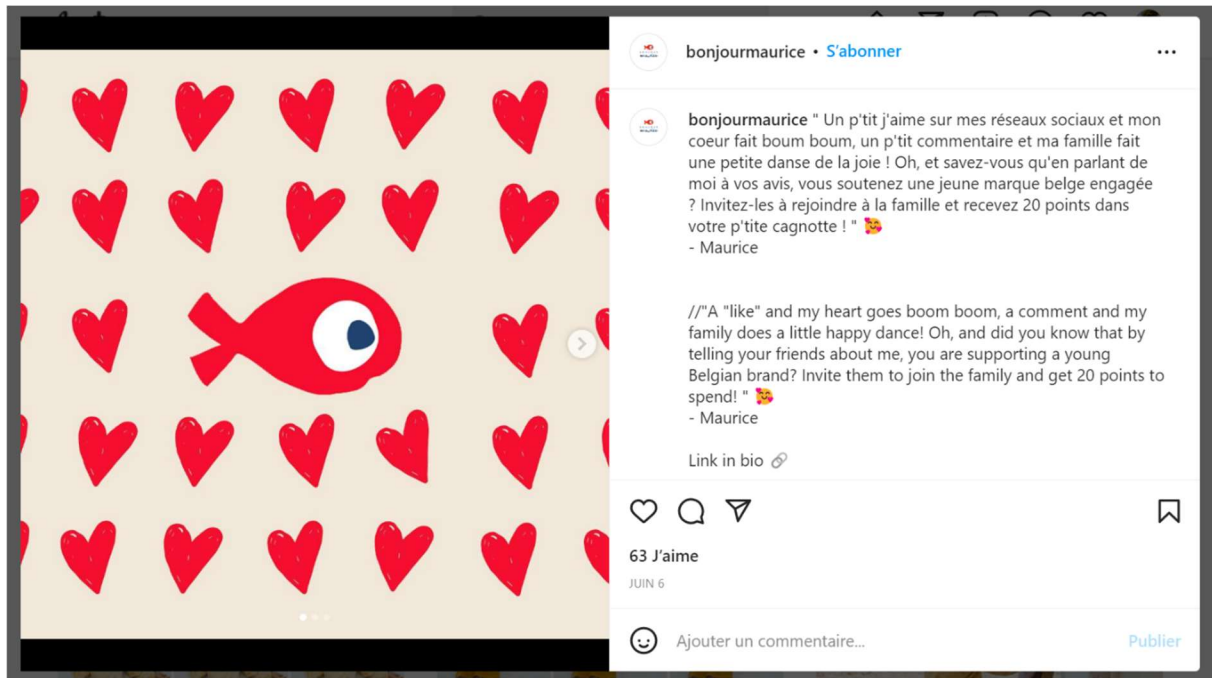 bonjourmaurice • S'abonner
bonjourmaurice " Un p'tit j'aime sur mes réseaux sociaux et mon
coeur fait boum boum, un p'tit commentaire et ma famille fait
une petite danse de la joie ! Oh, et savez-vous qu'en parlant de
moi à vos avis, vous soutenez une jeune marque belge engagée
? Invitez-les à rejoindre à la famille et recevez 20 points dans
votre p'tite cagnotte ! " 🥰
- Maurice
//"A "like" and my heart goes boom boom, a comment and my
family does a little happy dance! Oh, and did you know that by
telling your friends about me, you are supporting a young
Belgian brand? Invite them to join the family and get 20 points to
spend! " 🥰
- Maurice
Link in bio 🔗
63 J'aime
JUIN 6
Ajouter un commentaire...
Publier